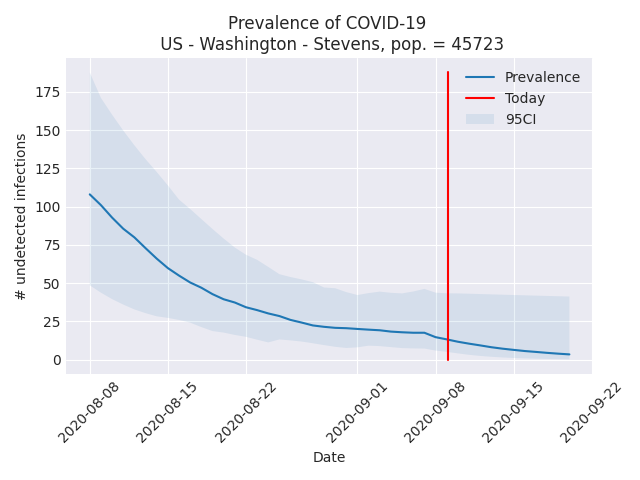 Prevalence of COVID-19
US - Washington - Stevens, pop. = 45723
Prevalence
Today
95CI
# undetected infections
175
150
125
100
75
50
25
0
2020-08-08
2020-08-15
2020-08-22
2020-09-01
2020-09-08
2020-09-15
2020-09-22
Date